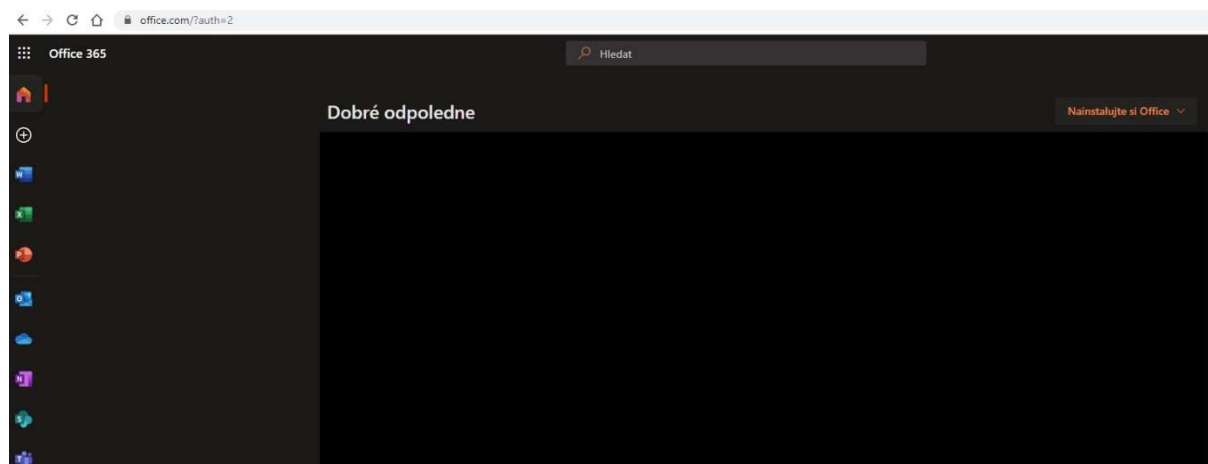 office.com/?auth=2
Office 365
Hledat
Dobré odpoledne
Nainstalujte si Office
W
X
P
O
N
S
T